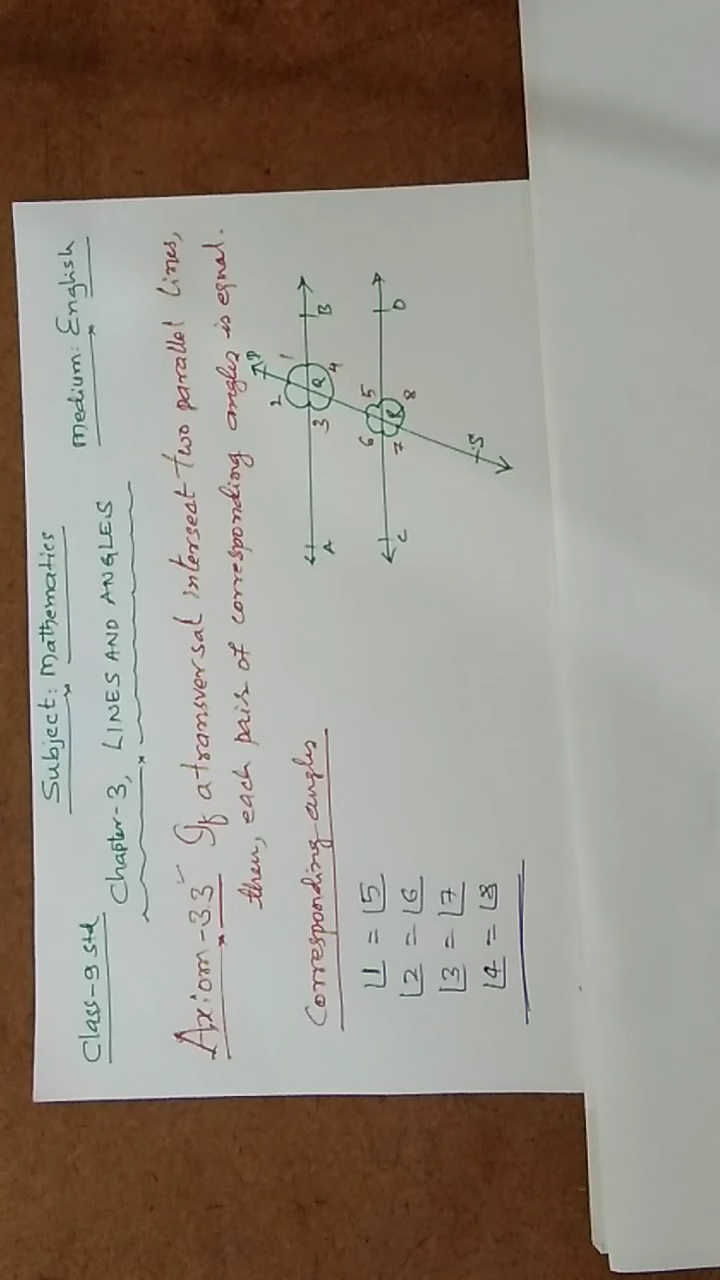 Subject: Mathematics
Class-9 std
Medium: English
Chapter-3, LINES AND ANGLES
Axiom-3.3 If a transversal intersect two parallel lines,
then, each pair of corresponding angles is equal.
Corresponding angles
∠1 = ∠5
∠2 = ∠6
∠3 = ∠7
∠4 = ∠8
P
2 1
A 3 Q 4 B
6 5
C 7 R 8 D
S